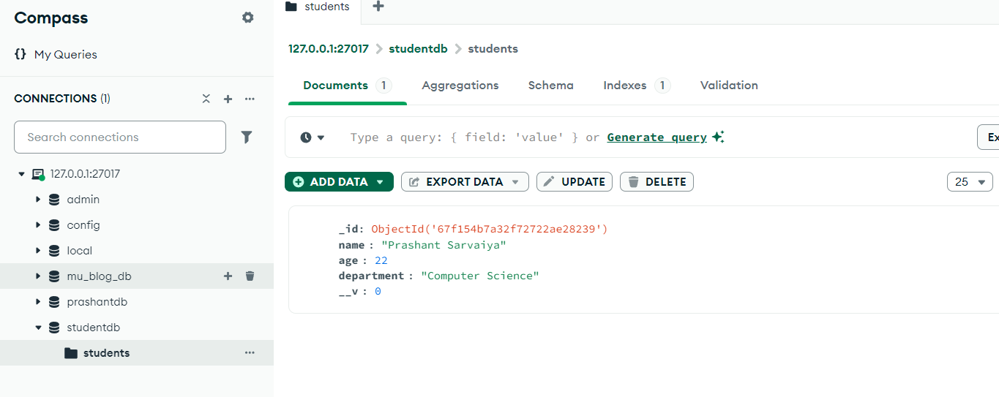 Compass
{} My Queries
CONNECTIONS (1)
Search connections
127.0.0.1:27017
admin
config
local
mu_blog_db
prashantdb
studentdb
students
students
127.0.0.1:27017 > studentdb > students
Documents 1 Aggregations Schema Indexes 1 Validation
Type a query: { field: 'value' } or Generate query
Ex
ADD DATA EXPORT DATA UPDATE DELETE 25
_id: ObjectId('67f154b7a32f72722ae28239')
name : "Prashant Sarvaiya"
age : 22
department : "Computer Science"
__v : 0